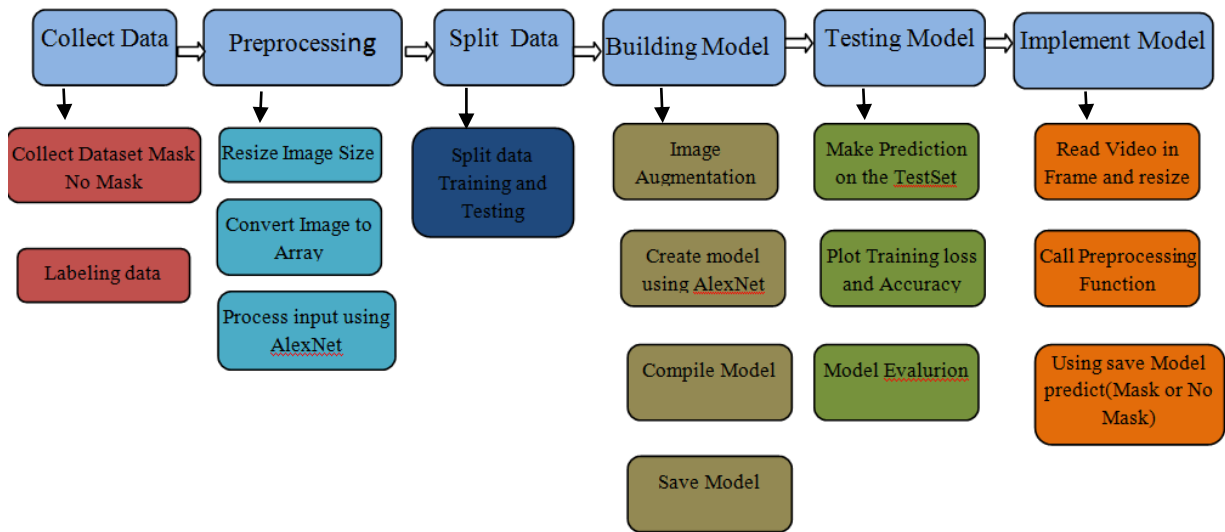 Collect Data
Preprocessing
Split Data
Building Model
Testing Model
Implement Model
Collect Dataset Mask
No Mask
Labeling data
Resize Image Size
Convert Image to
Array
Process input using
AlexNet
Split data
Training and
Testing
Image
Augmentation
Create model
using AlexNet
Compile Model
Save Model
Make Prediction
on the TestSet
Plot Training loss
and Accuracy
Model Evalurion
Read Video in
Frame and resize
Call Preprocessing
Function
Using save Model
predict(Mask or No
Mask)